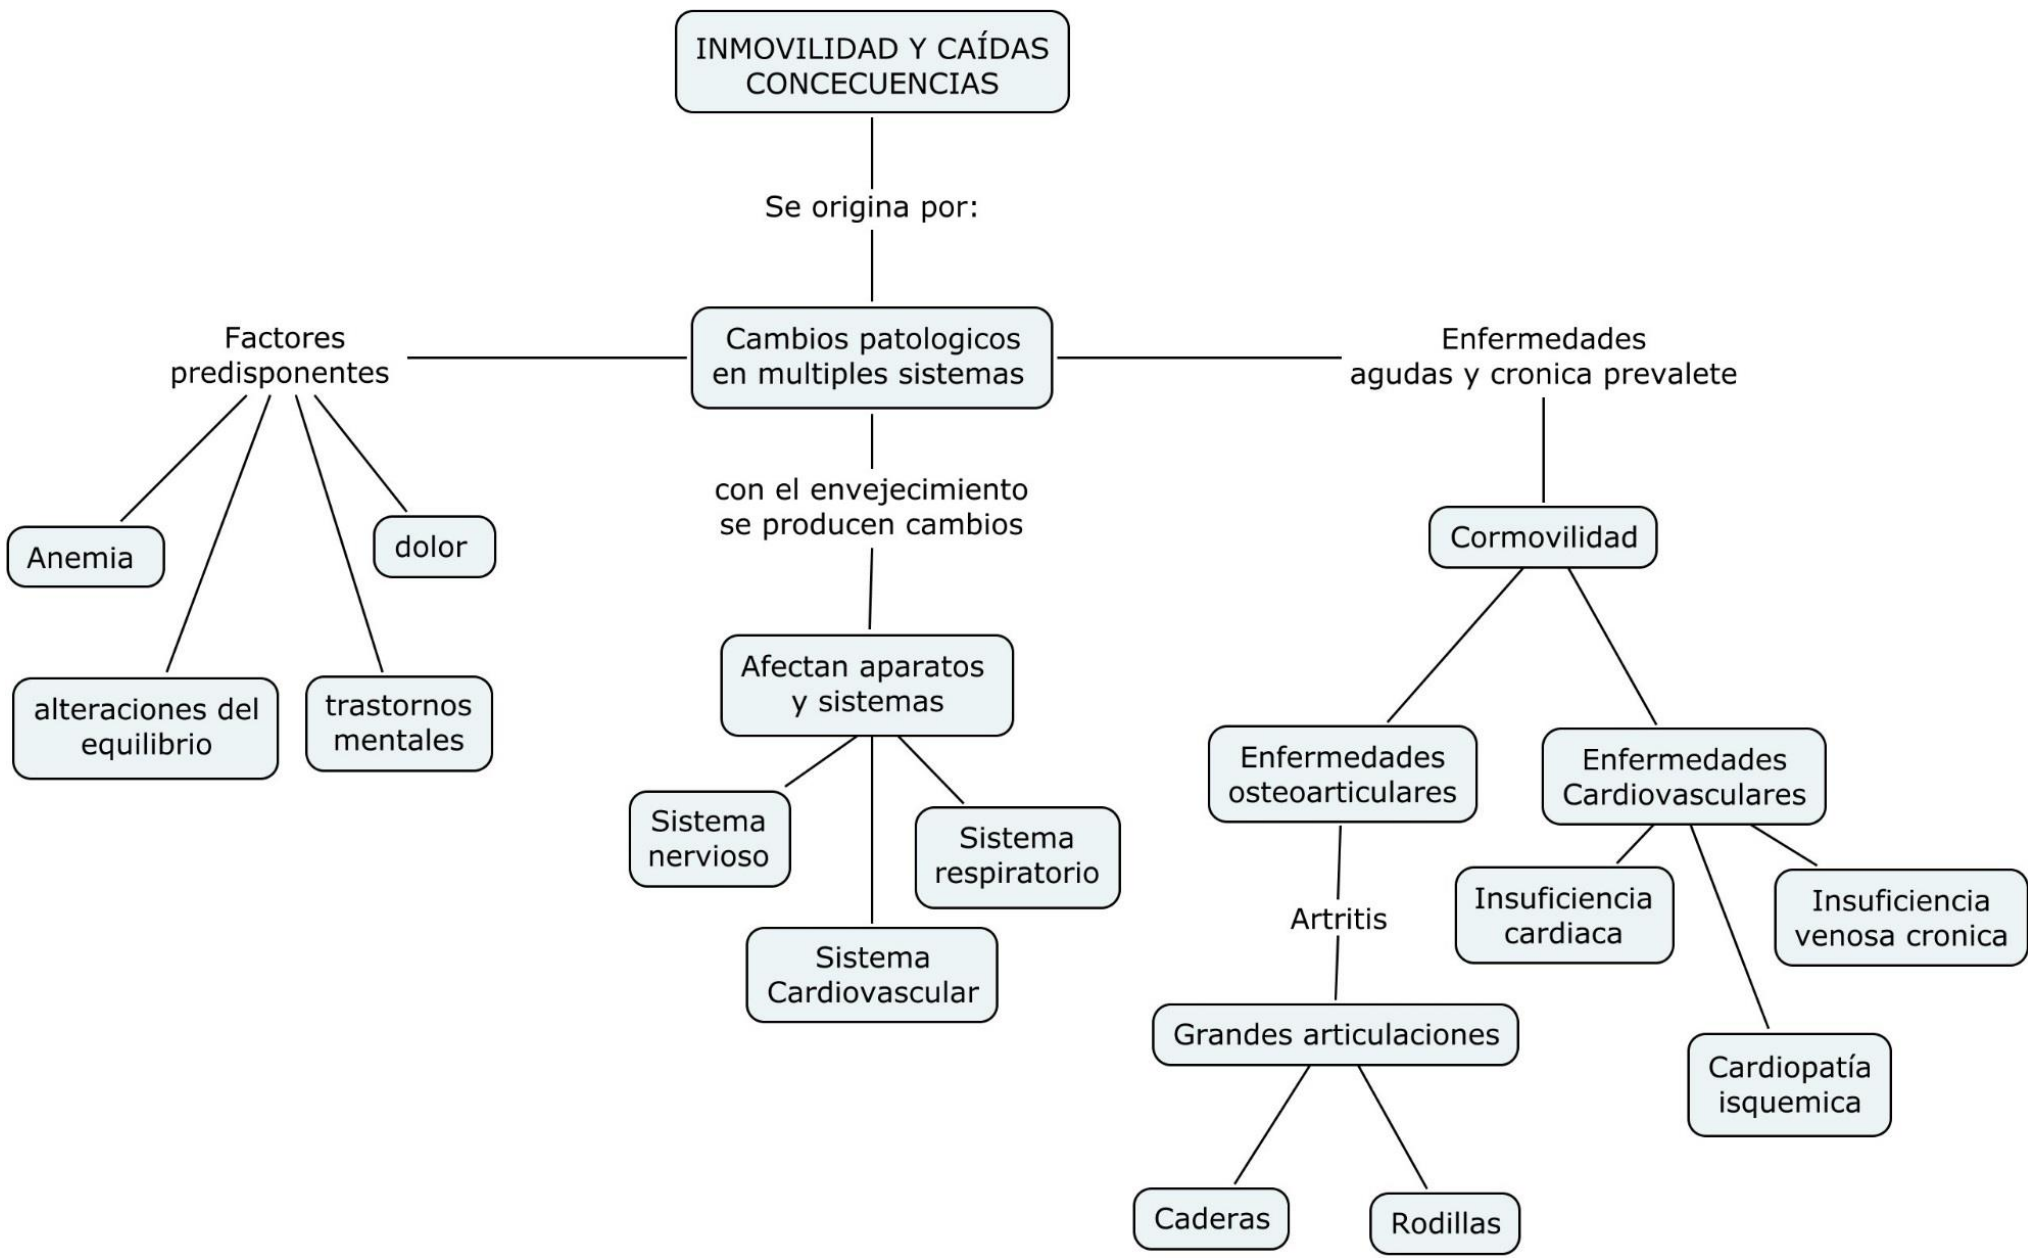 INMOVILIDAD Y CAÍDAS
CONCECUENCIAS
Se origina por:
Factores
predisponentes
Cambios patologicos
en multiples sistemas
Enfermedades
agudas y cronica prevalete
Anemia
dolor
alteraciones del
equilibrio
trastornos
mentales
con el envejecimiento
se producen cambios
Afectan aparatos
y sistemas
Sistema
nervioso
Sistema
respiratorio
Sistema
Cardiovascular
Cormovilidad
Enfermedades
osteoarticulares
Enfermedades
Cardiovasculares
Artritis
Grandes articulaciones
Caderas
Rodillas
Insuficiencia
cardiaca
Insuficiencia
venosa cronica
Cardiopatía
isquemica